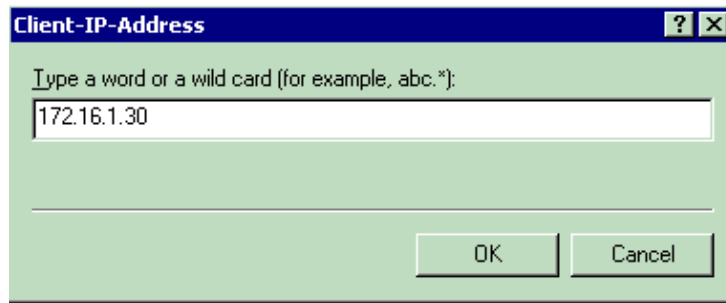 Client-IP-Address
Type a word or a wild card (for example, abc.*):
172.16.1.30
OK Cancel